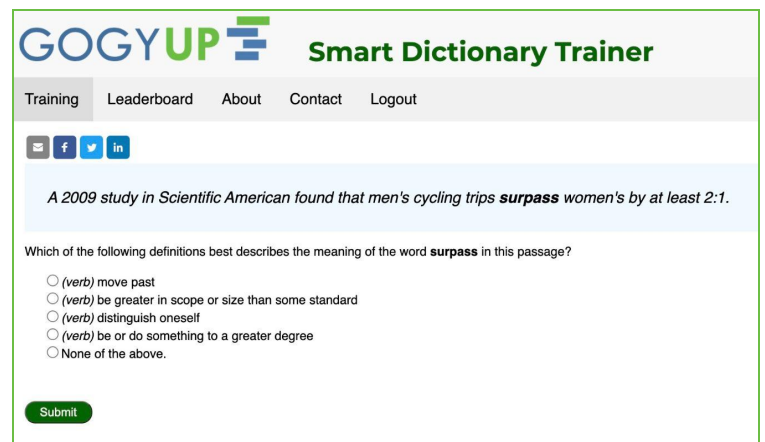 GOGYUP
Smart Dictionary Trainer
Training Leaderboard About Contact Logout
f in
A 2009 study in Scientific American found that men's cycling trips surpass women's by at least 2:1.
Which of the following definitions best describes the meaning of the word surpass in this passage?
(verb) move past
(verb) be greater in scope or size than some standard
(verb) distinguish oneself
(verb) be or do something to a greater degree
None of the above.
Submit